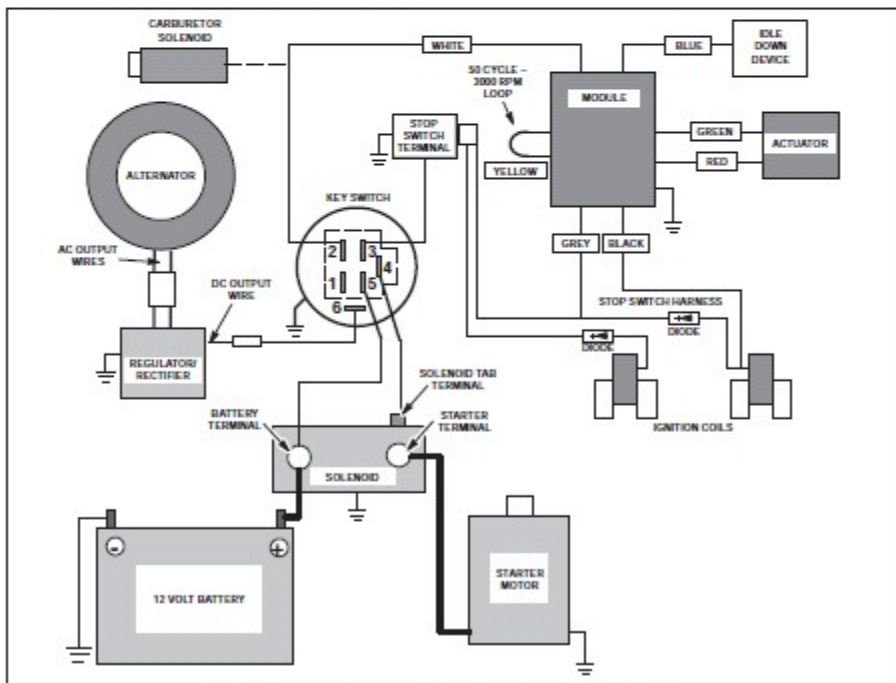 CARBURETOR
SOLENOID
WHITE
BLUE
IDLE
DOWN
DEVICE
50 CYCLE –
3000 RPM
LOOP
MODULE
STOP
SWITCH
TERMINAL
GREEN
ACTUATOR
RED
YELLOW
ALTERNATOR
KEY SWITCH
2
3
4
1
5
6
AC OUTPUT
WIRES
GREY
BLACK
DC OUTPUT
WIRE
STOP SWITCH HARNESS
DIODE
DIODE
REGULATOR/
RECTIFIER
SOLENOID TAB
TERMINAL
BATTERY
TERMINAL
STARTER
TERMINAL
IGNITION COILS
SOLENOID
-
+
12 VOLT BATTERY
STARTER
MOTOR